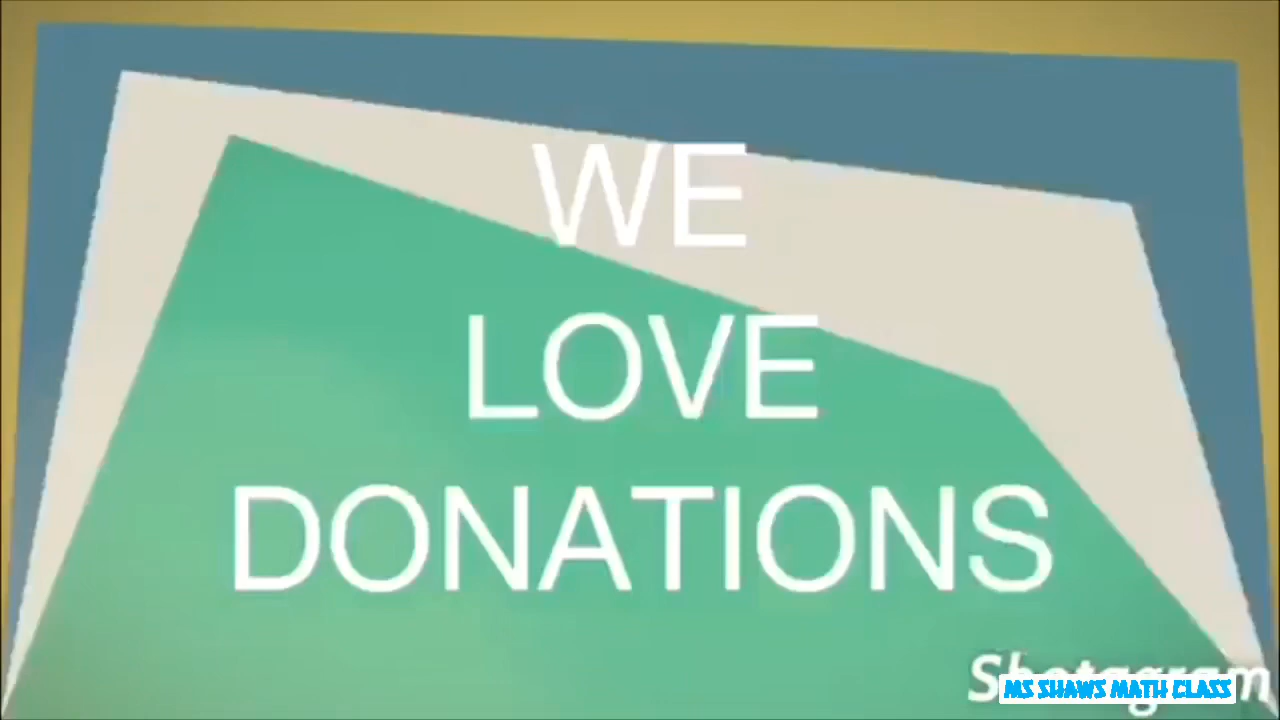 WE
LOVE
DONATIONS
Shotagram
MS SHAWS MATH CLASS